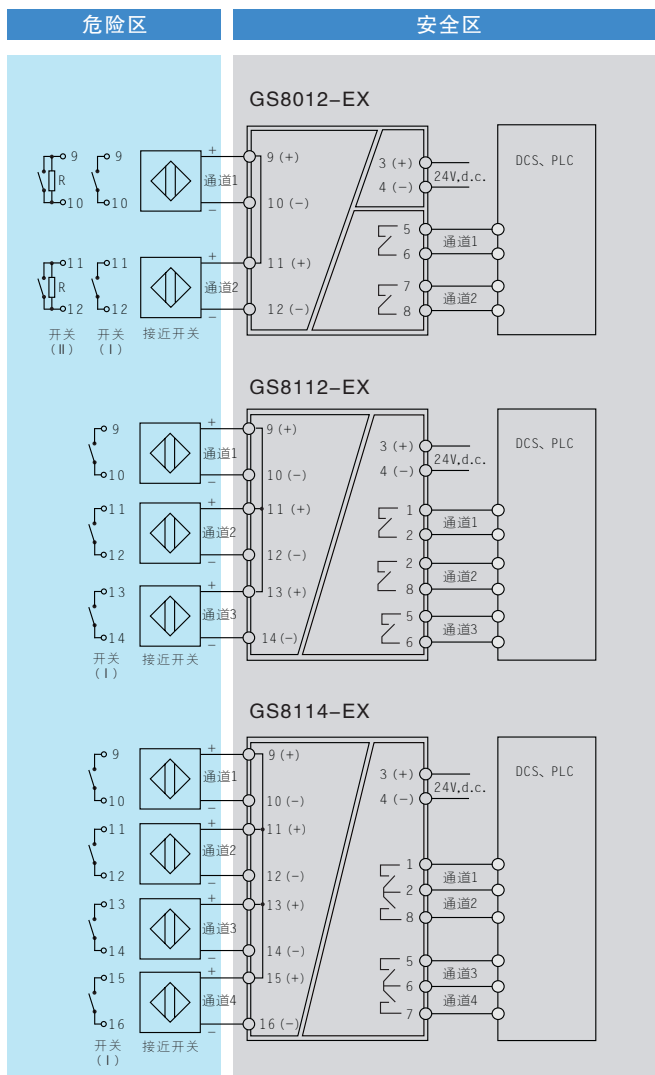 危险区
安全区
GS8012-EX
9
9
+
9 (+)
3 (+)
DCS、PLC
R
通道1
24V,d.c.
4 (-)
10
10
-
10 (-)
5
通道1
6
11
11
+
11 (+)
7
R
通道2
通道2
8
12
12
-
12 (-)
开关
开关
接近开关
(Ⅱ)
(Ⅰ)
GS8112-EX
9
+
9 (+)
3 (+)
DCS、PLC
通道1
24V,d.c.
4 (-)
10
-
10 (-)
11
+
11 (+)
1
通道1
通道2
2
12
-
12 (-)
2
通道2
13
+
13 (+)
8
通道3
5
通道3
14
-
14 (-)
6
开关
接近开关
(Ⅰ)
GS8114-EX
9
+
9 (+)
3 (+)
DCS、PLC
通道1
24V,d.c.
10
-
10 (-)
4 (-)
11
+
11 (+)
通道2
1
通道1
12
-
12 (-)
2
通道2
13
+
13 (+)
8
通道3
14
-
14 (-)
5
通道3
15
+
15 (+)
6
通道4
通道4
16
-
16 (-)
7
开关
接近开关
(Ⅰ)